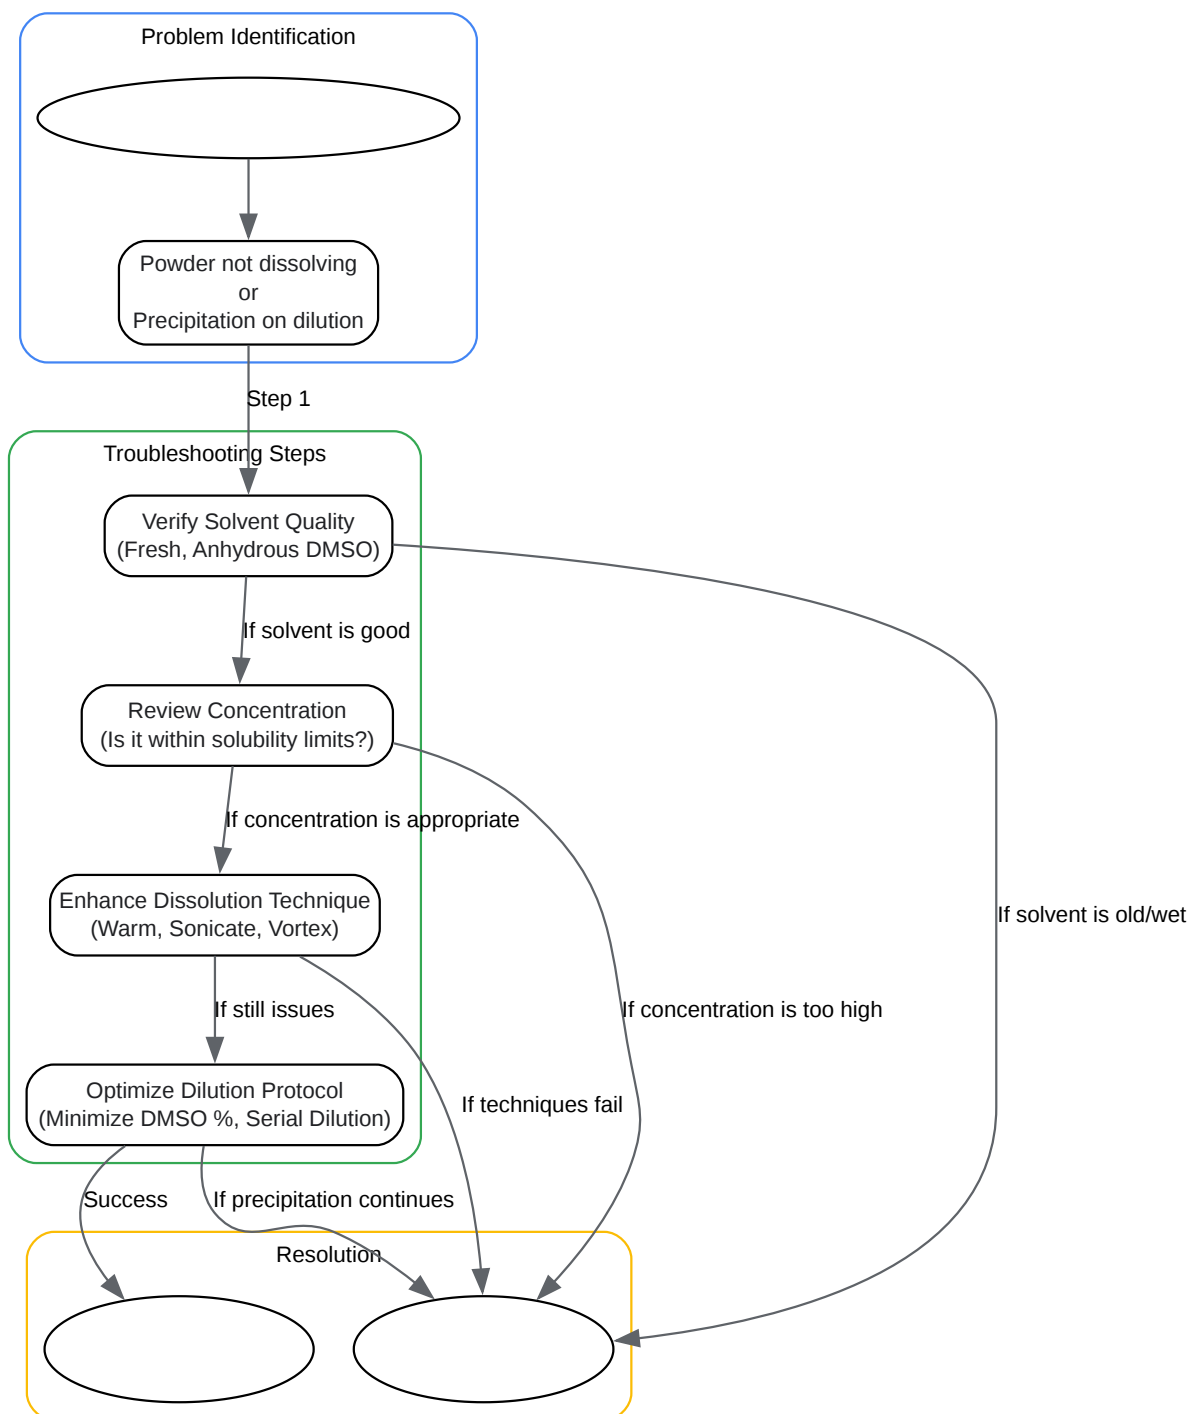 Problem Identification
Powder not dissolving
or
Precipitation on dilution
Step 1
Troubleshooting Steps
Verify Solvent Quality
(Fresh, Anhydrous DMSO)
If solvent is good
Review Concentration
(Is it within solubility limits?)
If concentration is appropriate
Enhance Dissolution Technique
(Warm, Sonicate, Vortex)
If solvent is old/wet
If still issues
If concentration is too high
Optimize Dilution Protocol
(Minimize DMSO %, Serial Dilution)
If techniques fail
Success
If precipitation continues
Resolution